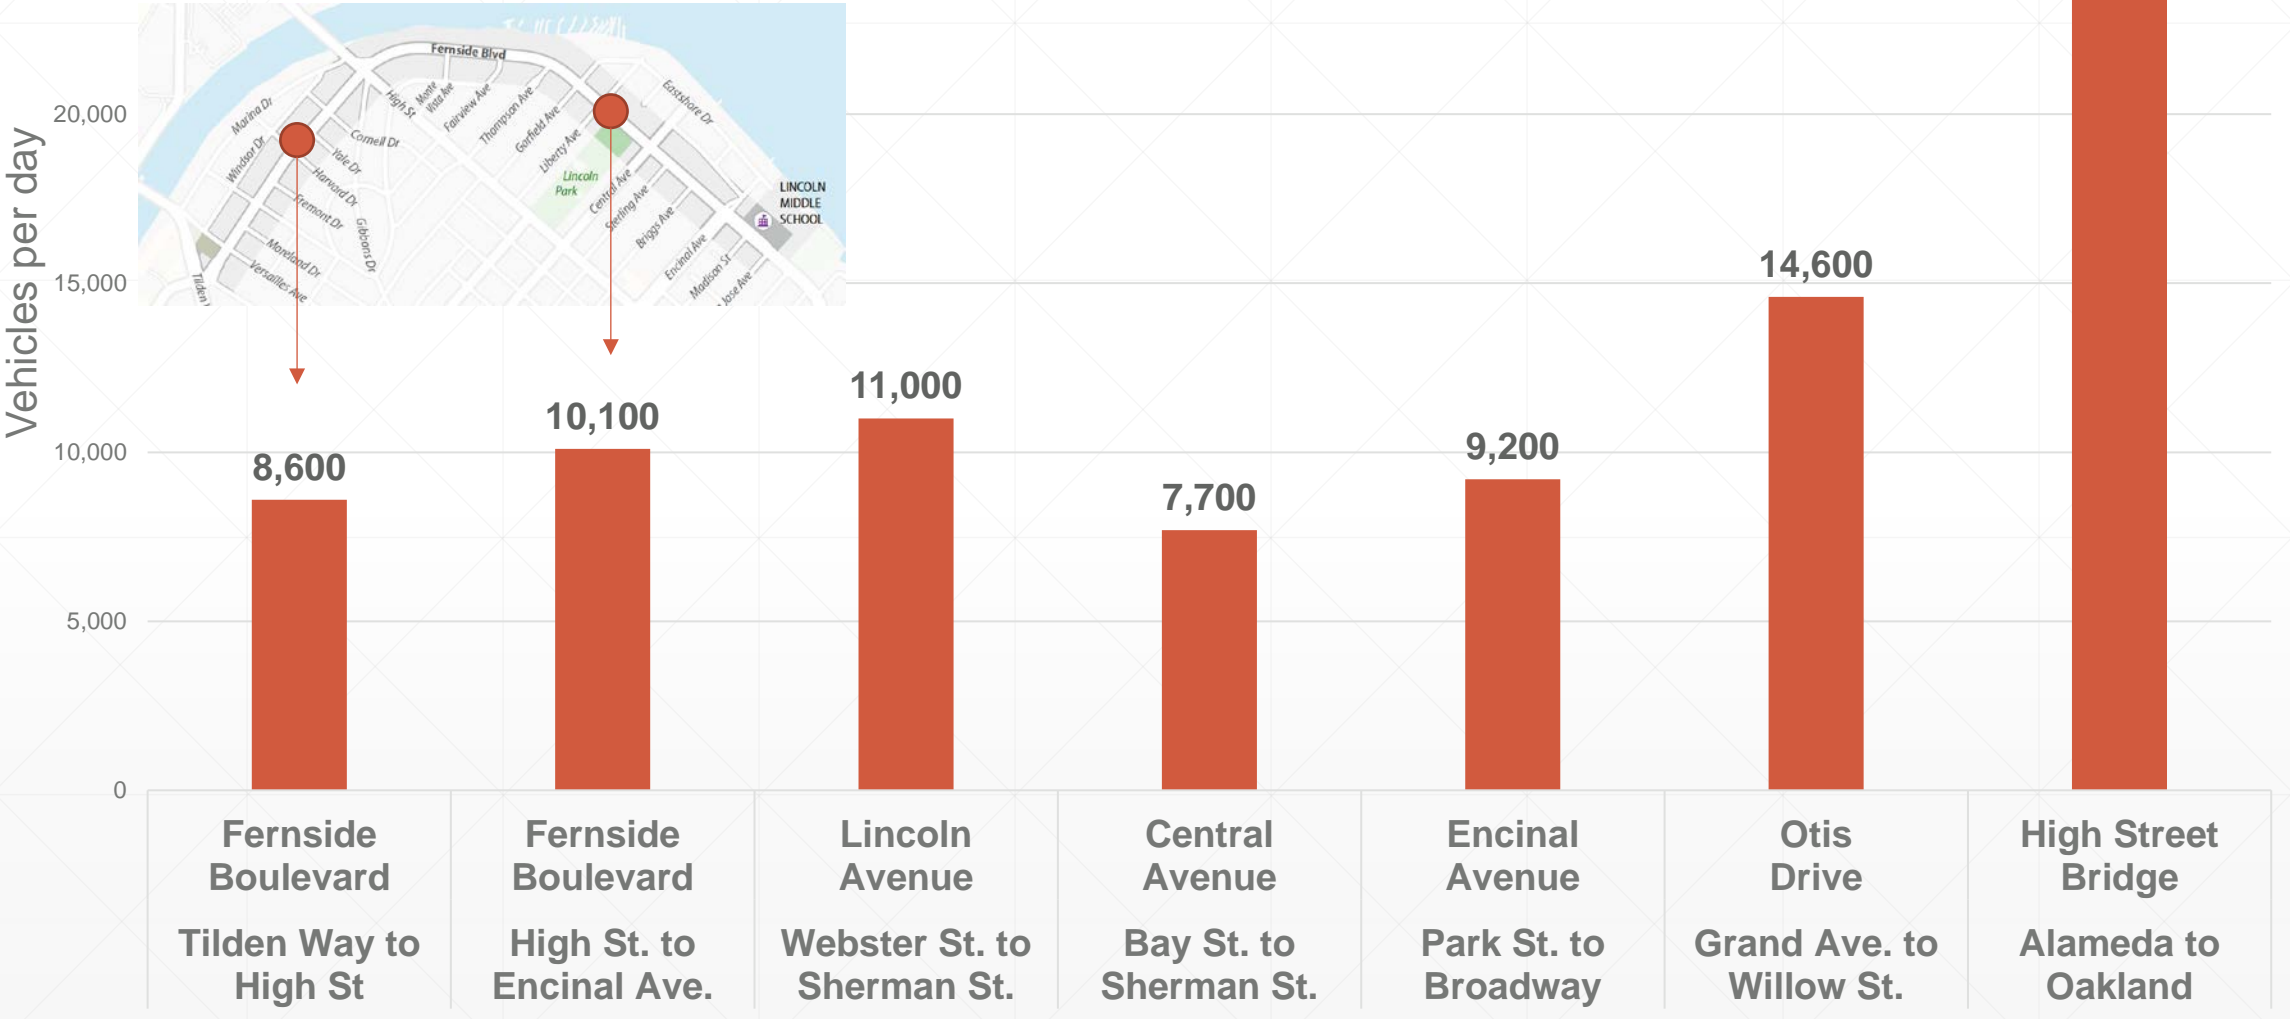 Vehicles per day
20,000
15,000
10,000
5,000
0
Fernside Blvd
Marina Dr
Windsor Dr
Cornell Dr
Yale Dr
Harvard Dr
Fremont Dr
Gibbons Dr
Moreland Dr
Versailles Ave
Tilden
High St
Monte
Vista Ave
Fairview Ave
Thompson Ave
Garfield Ave
Liberty Ave
Lincoln
Park
Eastshore Dr
Central Ave
Sterling Ave
Briggs Ave
Encinal Ave
Madison St
Jose Ave
LINCOLN
MIDDLE
SCHOOL
8,600
10,100
11,000
7,700
9,200
14,600
Fernside
Boulevard
Tilden Way to
High St
Fernside
Boulevard
High St. to
Encinal Ave.
Lincoln
Avenue
Webster St. to
Sherman St.
Central
Avenue
Bay St. to
Sherman St.
Encinal
Avenue
Park St. to
Broadway
Otis
Drive
Grand Ave. to
Willow St.
High Street
Bridge
Alameda to
Oakland